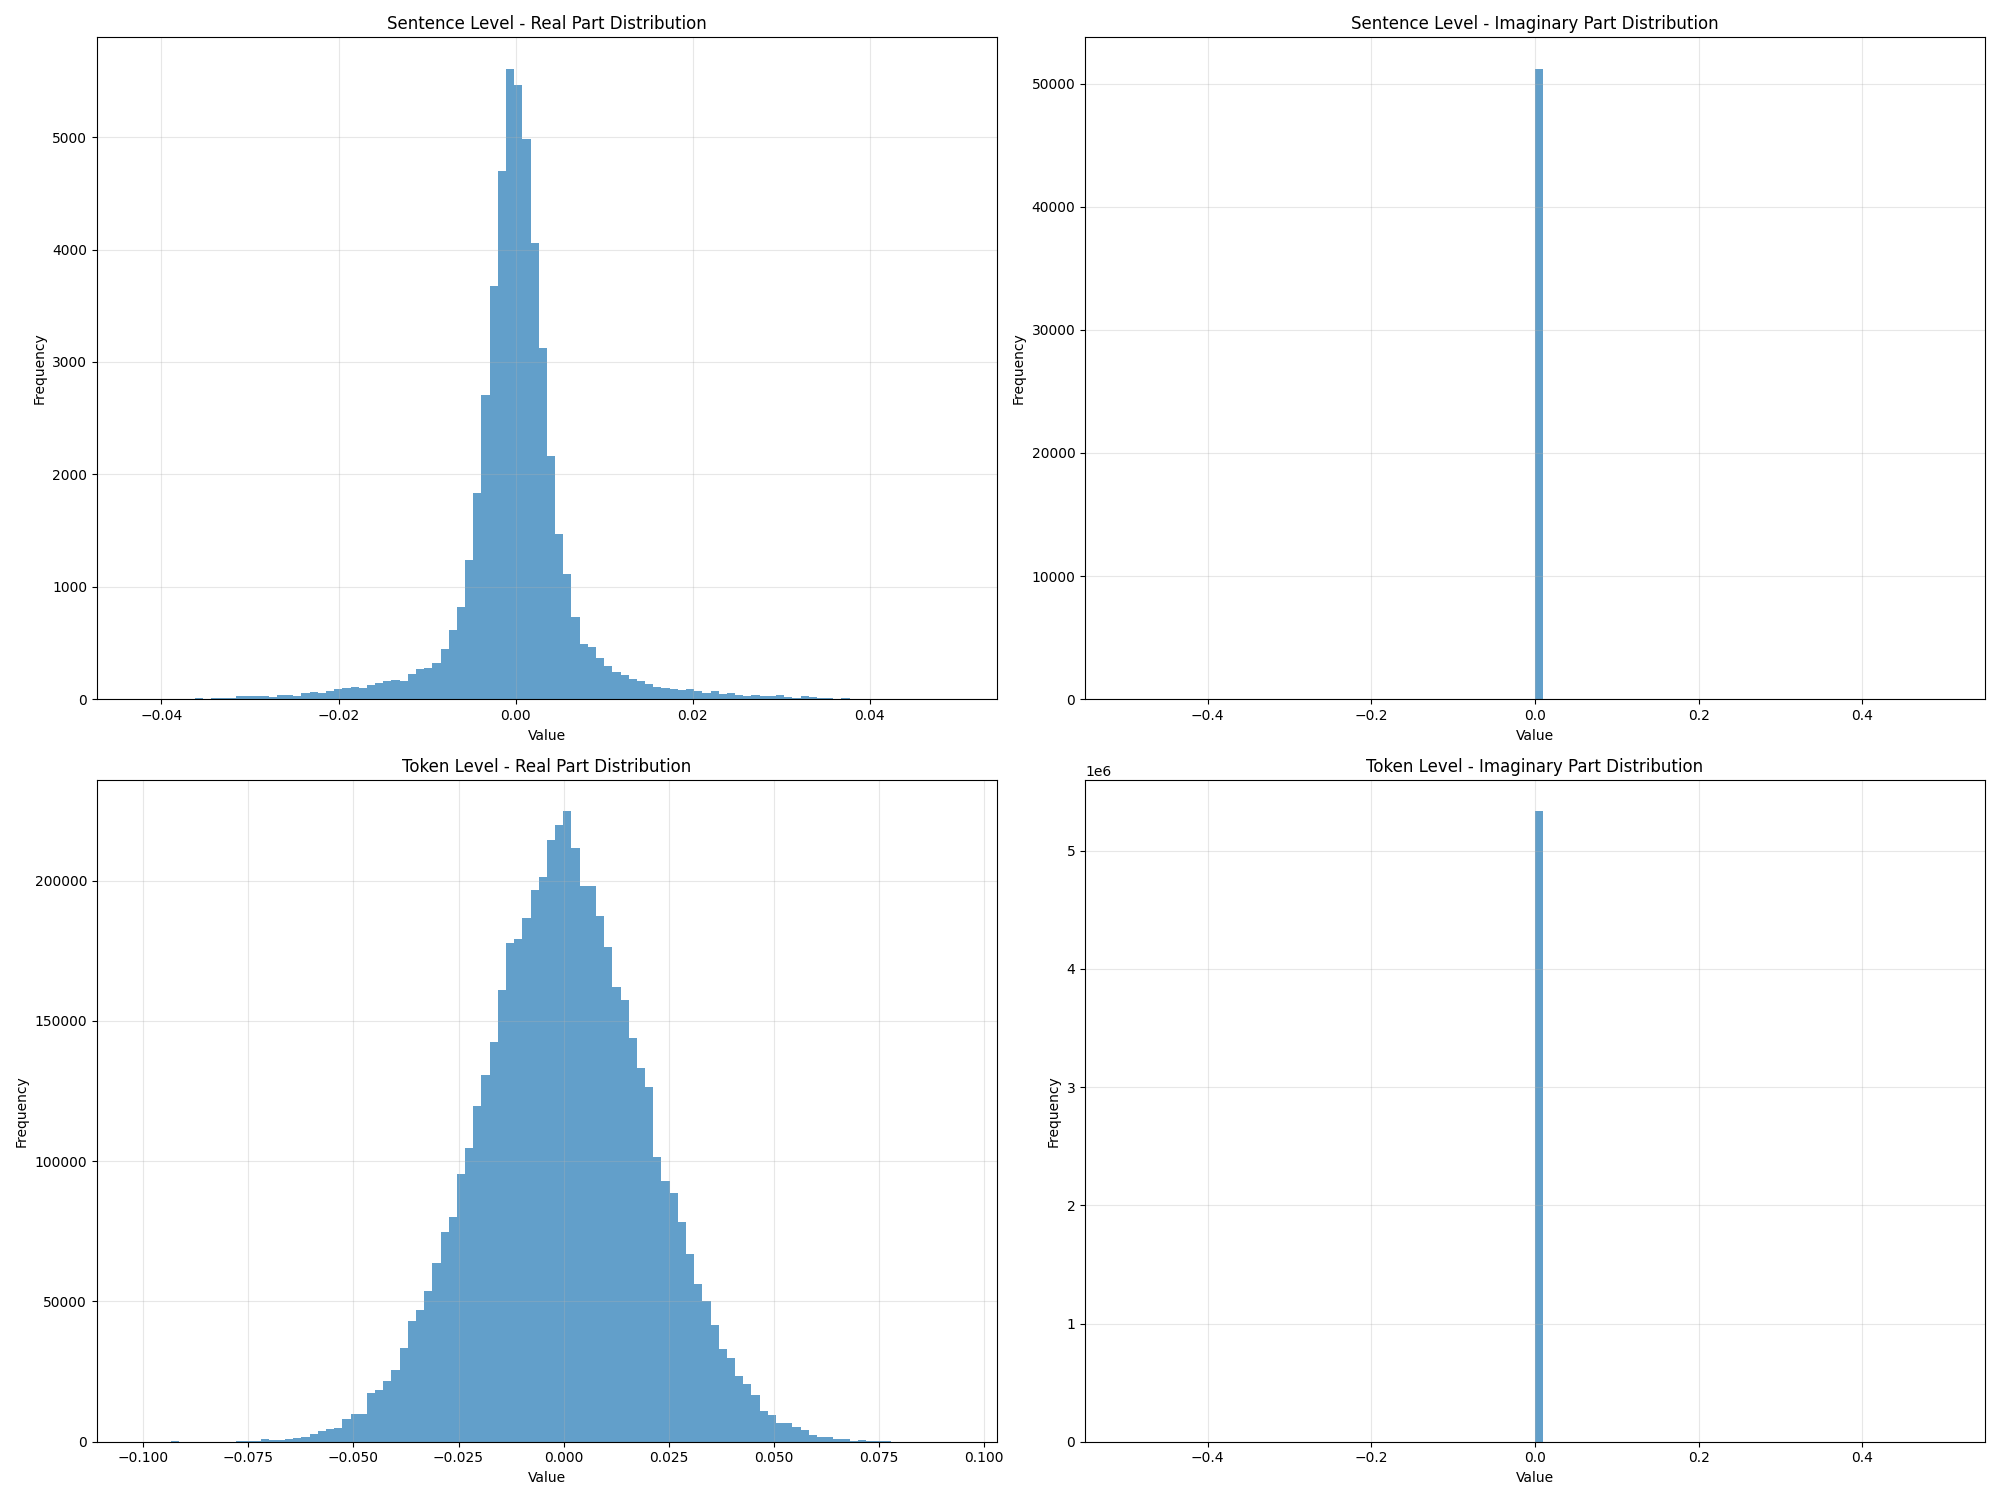 Sentence Level - Real Part Distribution
5000
4000
3000
2000
1000
0
Frequency
−0.04 −0.02 0.00 0.02 0.04
Value
Sentence Level - Imaginary Part Distribution
50000
40000
30000
20000
10000
0
Frequency
−0.4 −0.2 0.0 0.2 0.4
Value
Token Level - Real Part Distribution
200000
150000
100000
50000
0
Frequency
−0.100 −0.075 −0.050 −0.025 0.000 0.025 0.050 0.075 0.100
Value
Token Level - Imaginary Part Distribution
1e6
5
4
3
2
1
0
Frequency
−0.4 −0.2 0.0 0.2 0.4
Value